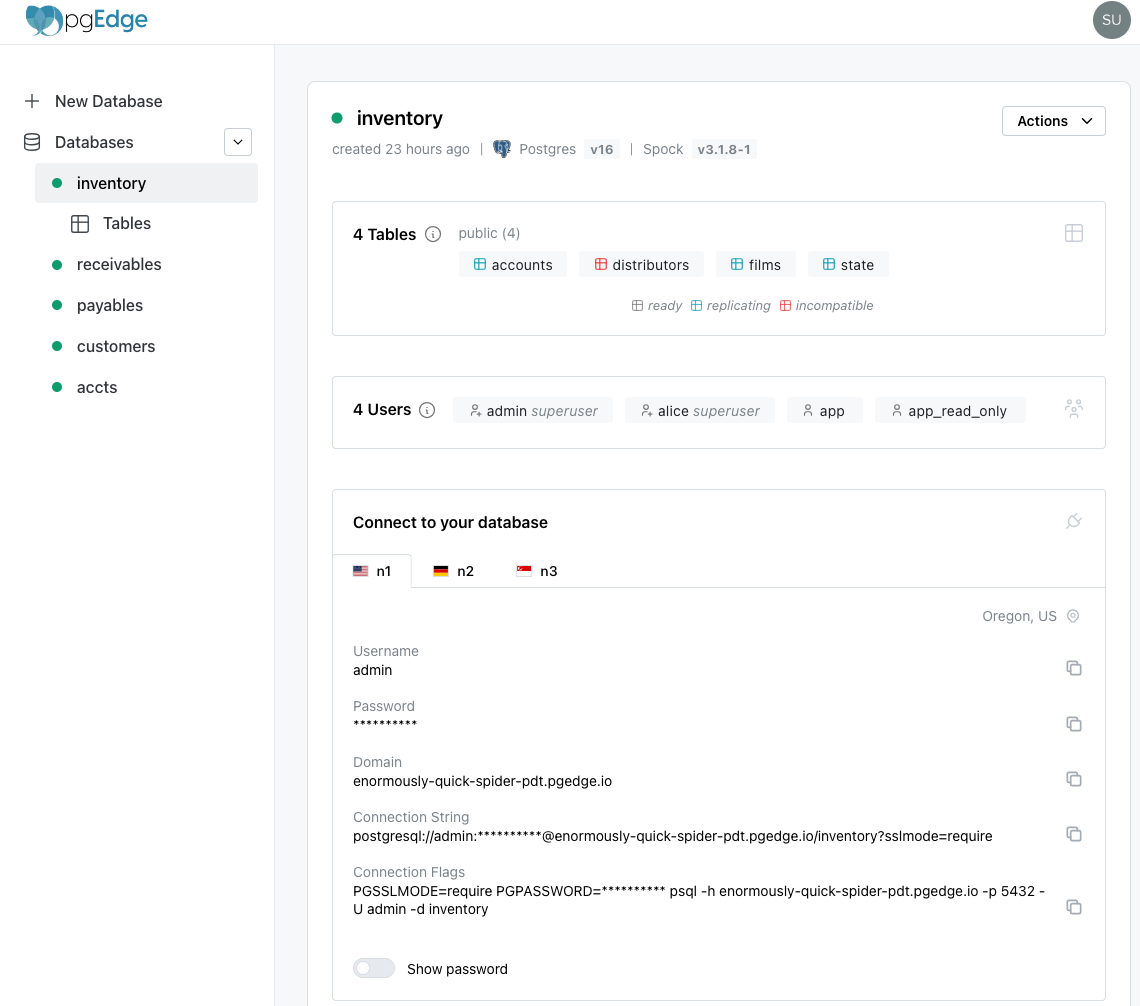 pgEdge
SU
New Database
Databases
inventory
Tables
receivables
payables
customers
accts
inventory
Actions
created 23 hours ago | Postgres v16 | Spock v3.1.8-1
4 Tables public (4)
accounts distributors films state
ready replicating incompatible
4 Users admin superuser alice superuser app app_read_only
Connect to your database
n1 n2 n3
Oregon, US
Username
admin
Password
**********
Domain
enormously-quick-spider-pdt.pgedge.io
Connection String
postgresql://admin:**********@enormously-quick-spider-pdt.pgedge.io/inventory?sslmode=require
Connection Flags
PGSSLMODE=require PGPASSWORD=********** psql -h enormously-quick-spider-pdt.pgedge.io -p 5432 -
U admin -d inventory
Show password